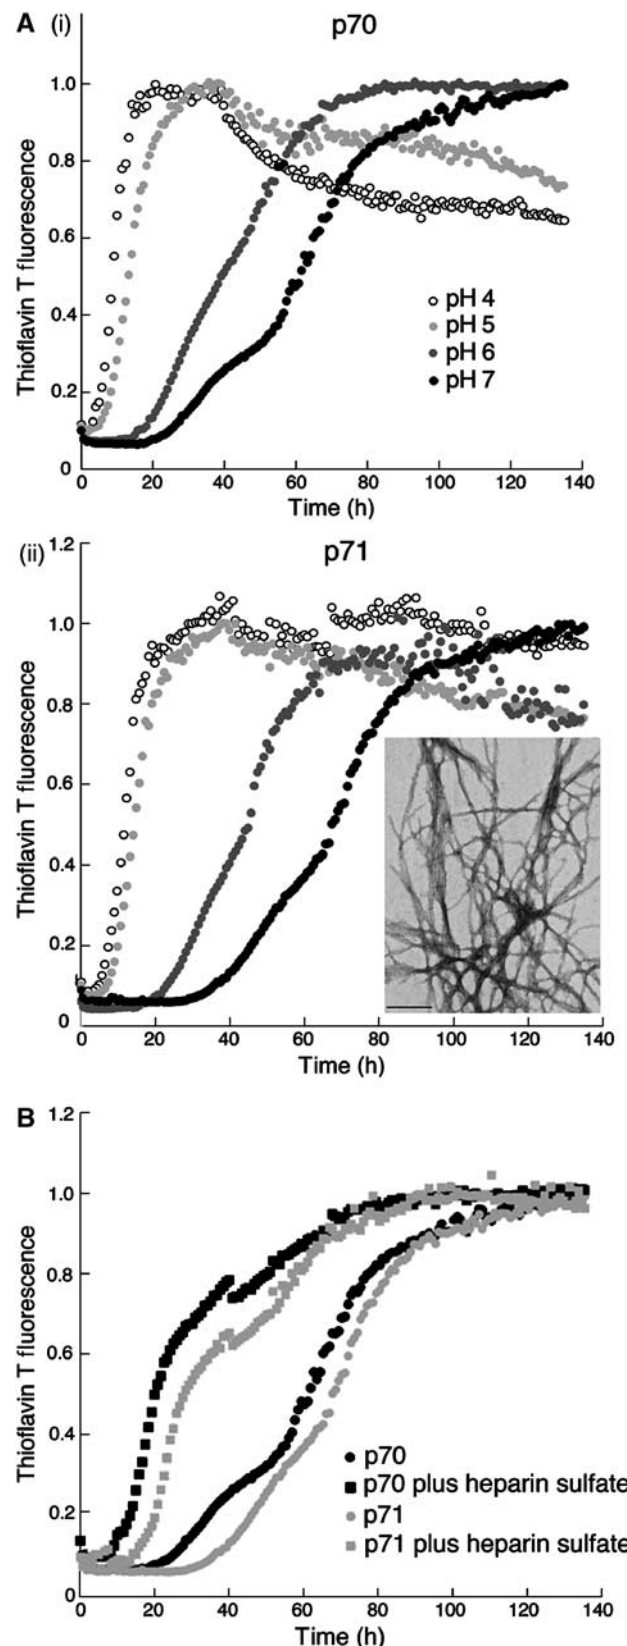 A (i) p70
1.0
0.8
0.6
0.4
0.2
0
Thioflavin T fluorescence
pH 4
pH 5
pH 6
pH 7
0 20 40 60 80 100 120 140
Time (h)
(ii) p71
1.2
1.0
0.8
0.6
0.4
0.2
0
Thioflavin T fluorescence
0 20 40 60 80 100 120 140
Time (h)
B
1.2
1.0
0.8
0.6
0.4
0.2
0
Thioflavin T fluorescence
p70
p70 plus heparin sulfate
p71
p71 plus heparin sulfate
0 20 40 60 80 100 120 140
Time (h)